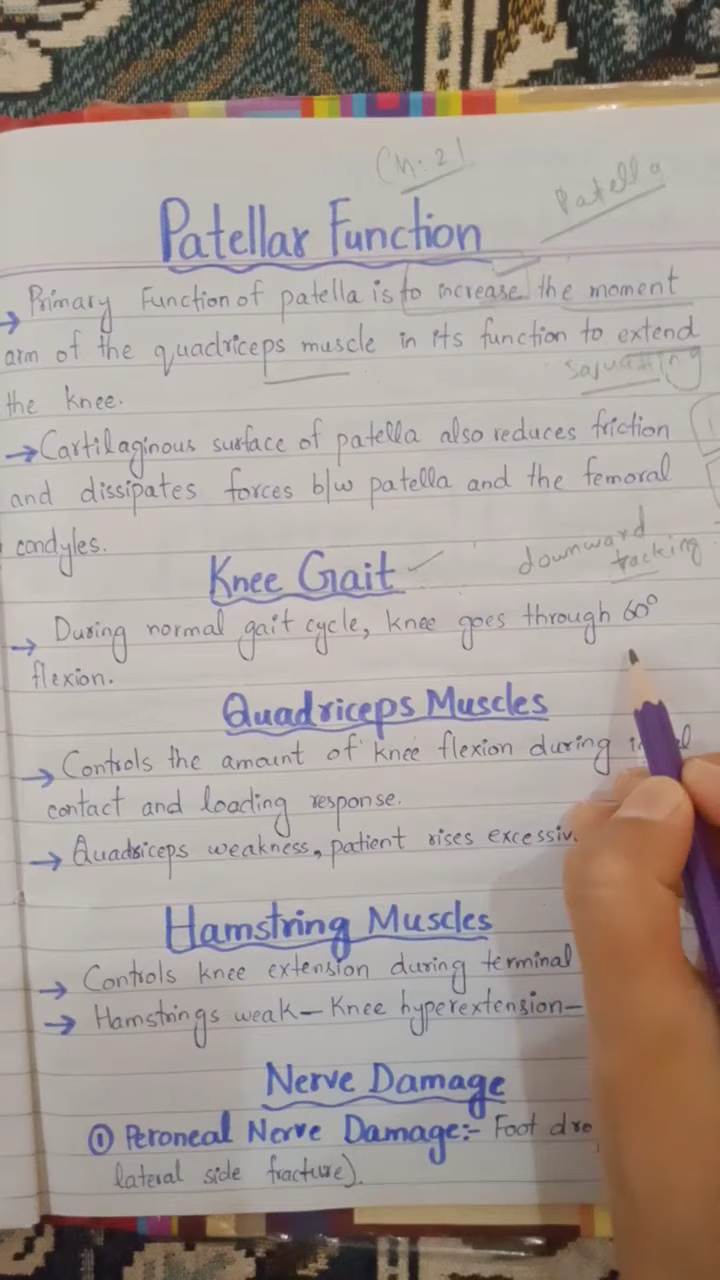 Ch. 21
Patella
Patellar Function
→ Primary Function of patella is to increase the moment
arm of the quadriceps muscle in its function to extend
the knee.
→ Cartilaginous surface of patella also reduces friction
and dissipates forces b/w patella and the femoral
condyles.
downward
tracking
Knee Gait
→ During normal gait cycle, knee goes through 60°
flexion.
Quadriceps Muscles
→ Controls the amount of knee flexion during
contact and loading response.
→ Quadriceps weakness, patient rises
Hamstring Muscles
→ Controls knee extension during terminal
→ Hamstrings weak – Knee hyperextension –
Nerve Damage
① Peroneal Nerve Damage:- Foot
lateral side fracture).